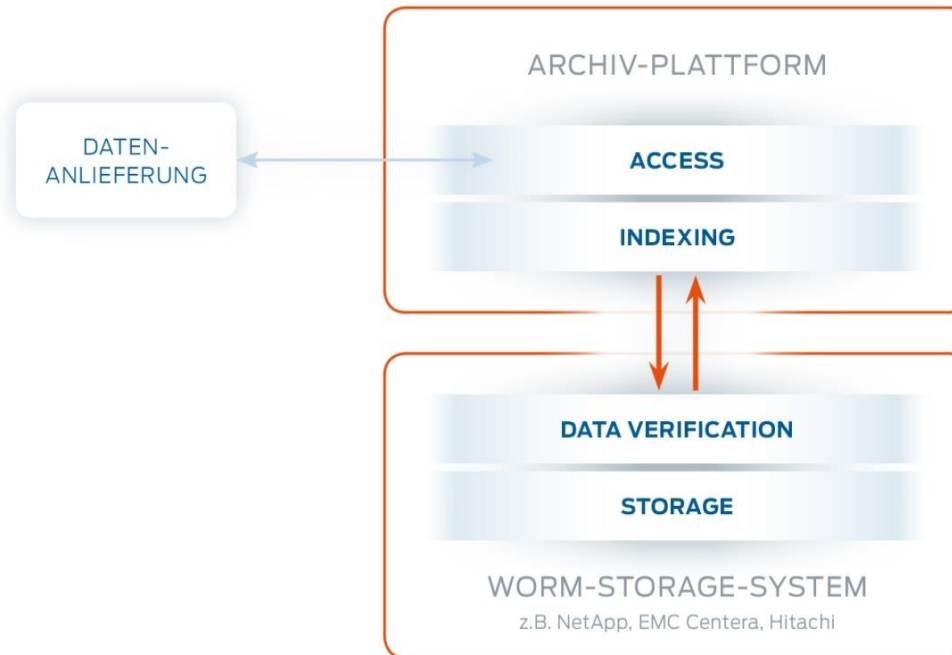 ARCHIV-PLATTFORM
DATEN-
ANLIEFERUNG
ACCESS
INDEXING
DATA VERIFICATION
STORAGE
WORM-STORAGE-SYSTEM
z.B. NetApp, EMC Centera, Hitachi